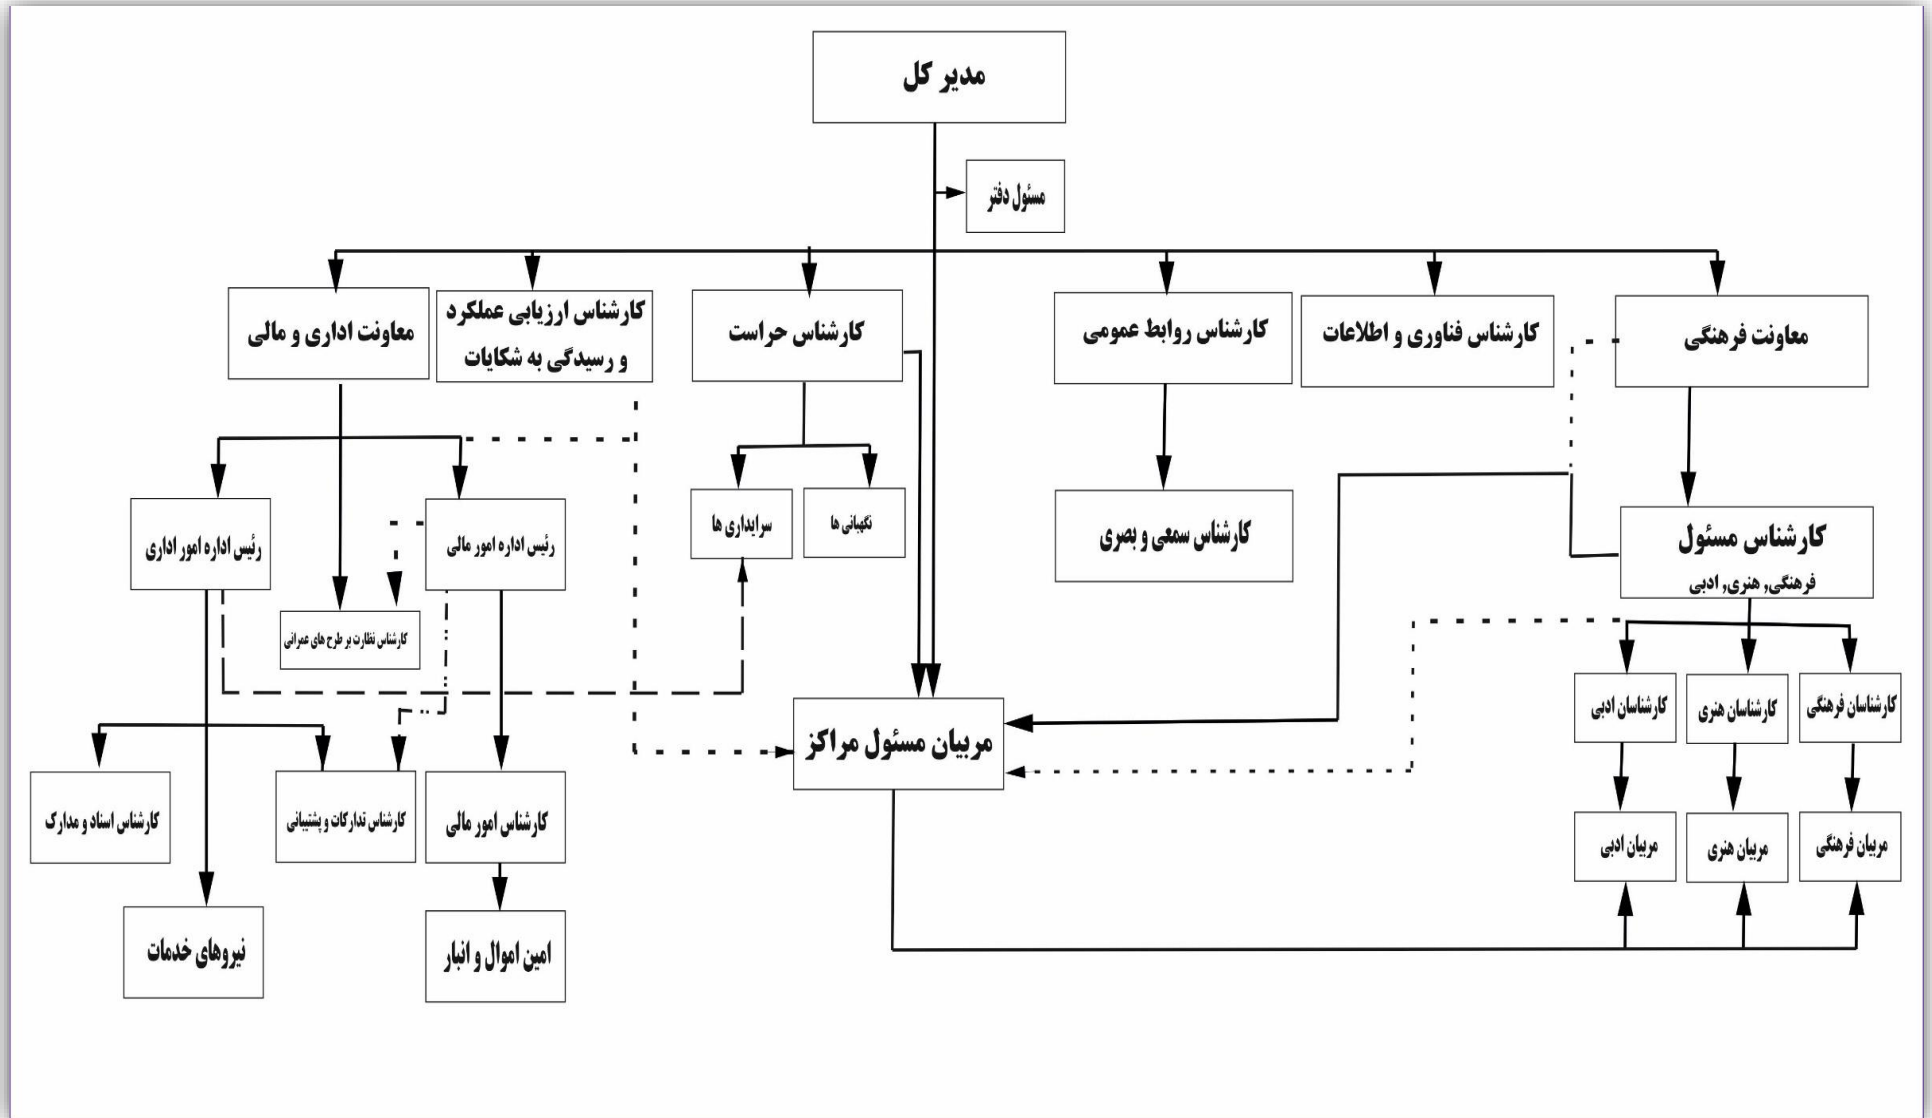 مدیر کل
مسئول دفتر
معاونت فرهنگی
کارشناس فناوری و اطلاعات
کارشناس روابط عمومی
کارشناس حراست
کارشناس ارزیابی عملکرد
و رسیدگی به شکایات
معاونت اداری و مالی
کارشناس مسئول
فرهنگی, هنری, ادبی
کارشناس سمعی و بصری
نگهبانی ها
سرایداری ها
رئیس اداره امور مالی
رئیس اداره امور اداری
کارشناس نظارت بر طرح های عمرانی
کارشناسان فرهنگی
کارشناسان هنری
کارشناسان ادبی
مربیان مسئول مراکز
مربیان فرهنگی
مربیان هنری
مربیان ادبی
کارشناس امور مالی
کارشناس تدارکات و پشتیبانی
کارشناس اسناد و مدارک
امین اموال و انبار
نیروهای خدمات